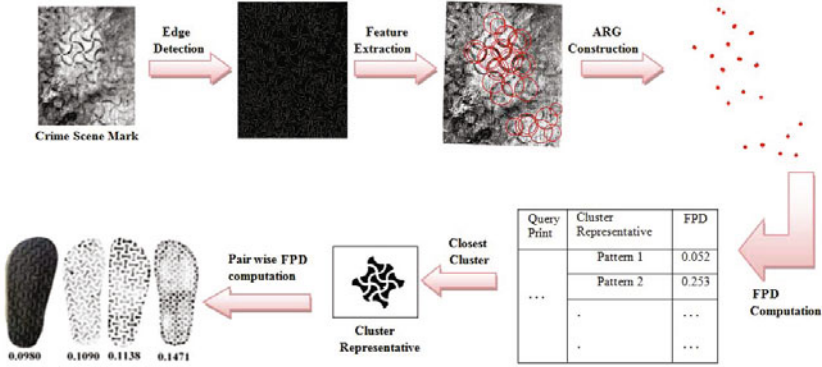 Edge
Detection
Feature
Extraction
ARG
Construction
Crime Scene Mark
Query
Print
Cluster
Representative
FPD
Pattern 1
0.052
Pattern 2
0.253
. . .
.
. . .
.
. . .
FPD
Computation
Closest
Cluster
Cluster
Representative
Pair wise FPD
computation
0.0980
0.1090
0.1138
0.1471